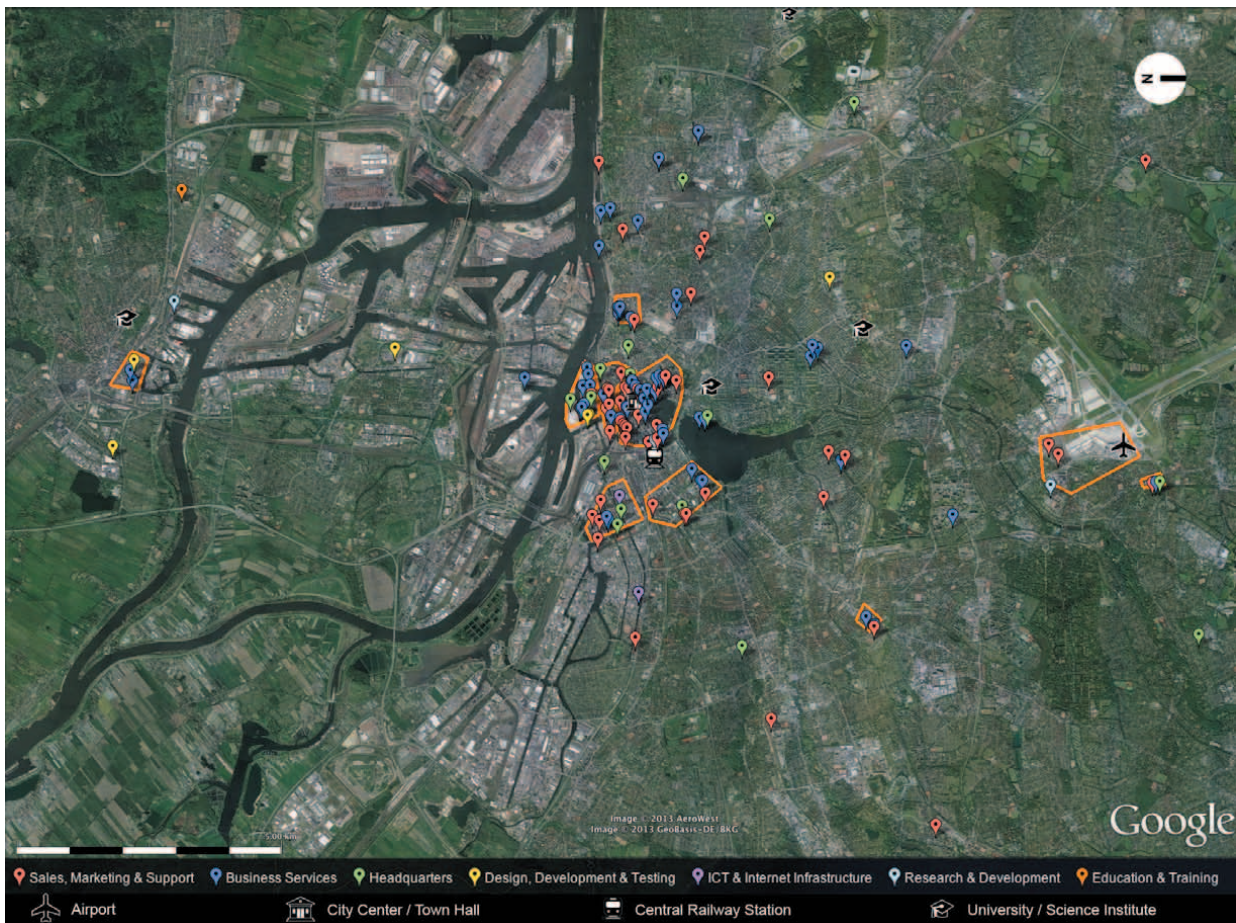 N
Image © 2013 AeroWest
Image © 2013 GeoBasis-DE/BKG
Google
5.00 km
Sales, Marketing & Support Business Services Headquarters Design, Development & Testing ICT & Internet Infrastructure Research & Development Education & Training
Airport City Center / Town Hall Central Railway Station University / Science Institute